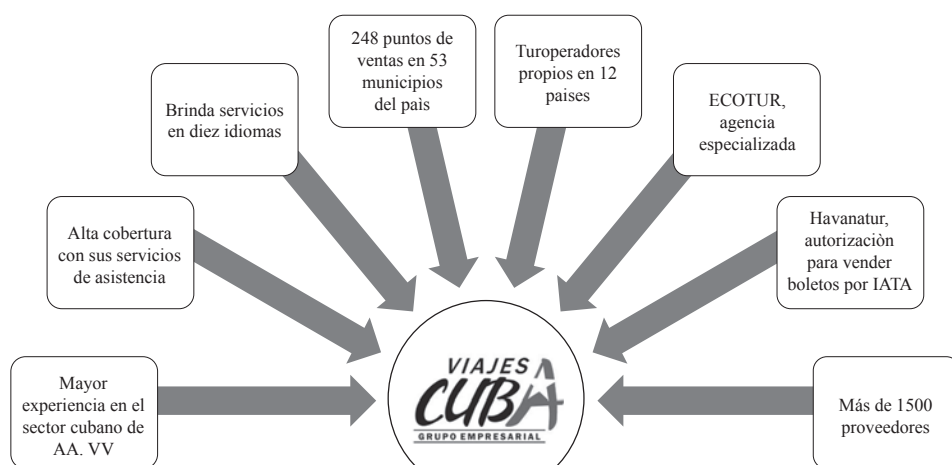 248 puntos de
ventas en 53
municipios
del paìs
Turoperadores
propios en 12
paises
Brinda servicios
en diez idiomas
ECOTUR,
agencia
especializada
Alta cobertura
con sus servicios
de asistencia
Havanatur,
autorizaciòn
para vender
boletos por IATA
Mayor
experiencia en el
sector cubano de
AA. VV
VIAJES
CUBA
GRUPO EMPRESARIAL
Más de 1500
proveedores